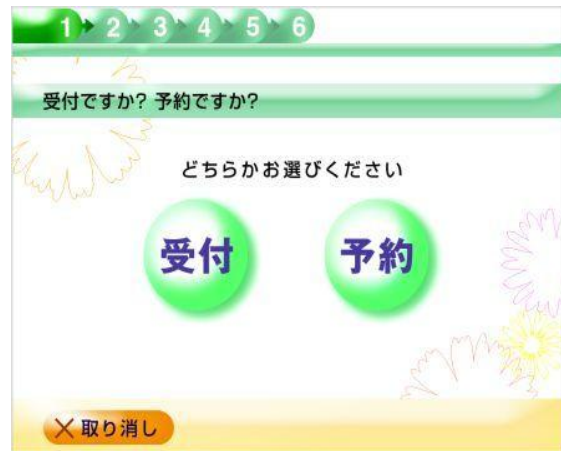 1 2 3 4 5 6
受付ですか? 予約ですか?
どちらかお選びください
受付 予約
取り消し